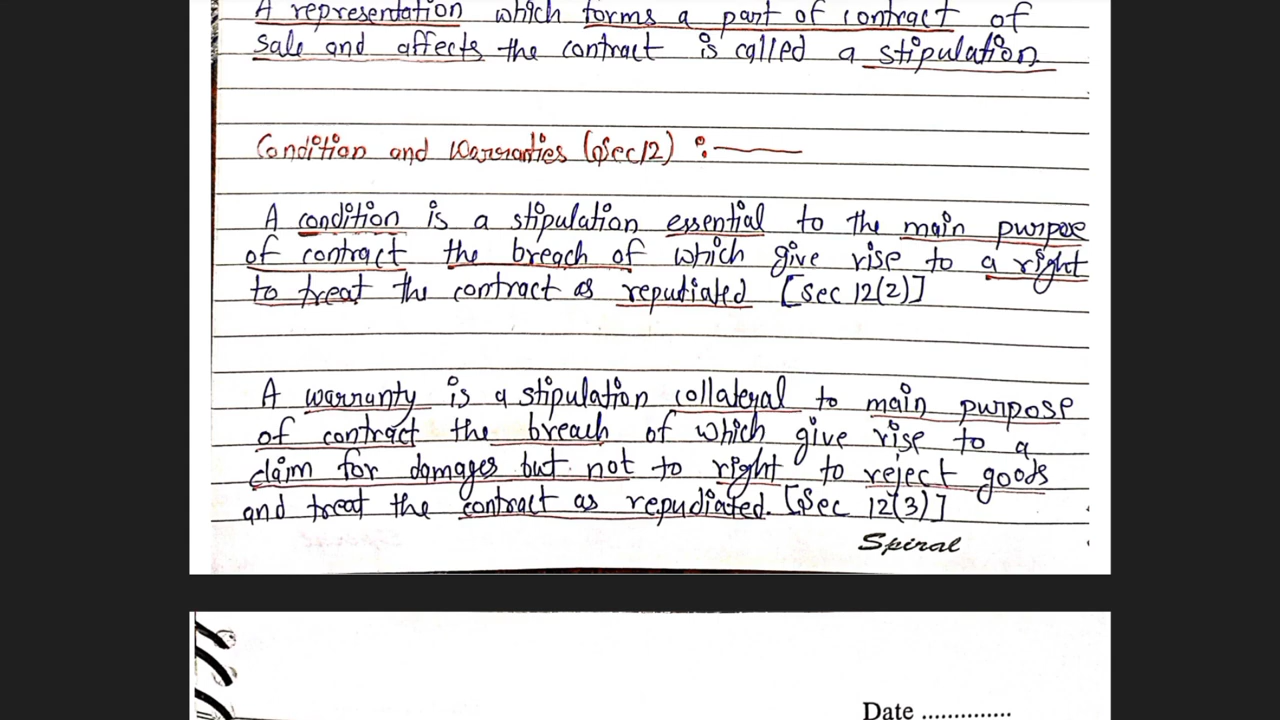 A representation which forms a part of contract of
sale and affects the contract is called a stipulation.
Condition and Warranties (Sec 12) :-
A condition is a stipulation essential to the main purpose
of contract the breach of which give rise to a right
to treat the contract as repudiated [Sec 12(2)]
A warranty is a stipulation collateral to main purpose
of contract the breach of which give rise to a
claim for damages but not to right to reject goods
and treat the contract as repudiated. [Sec 12(3)]
Spiral
Date ..............